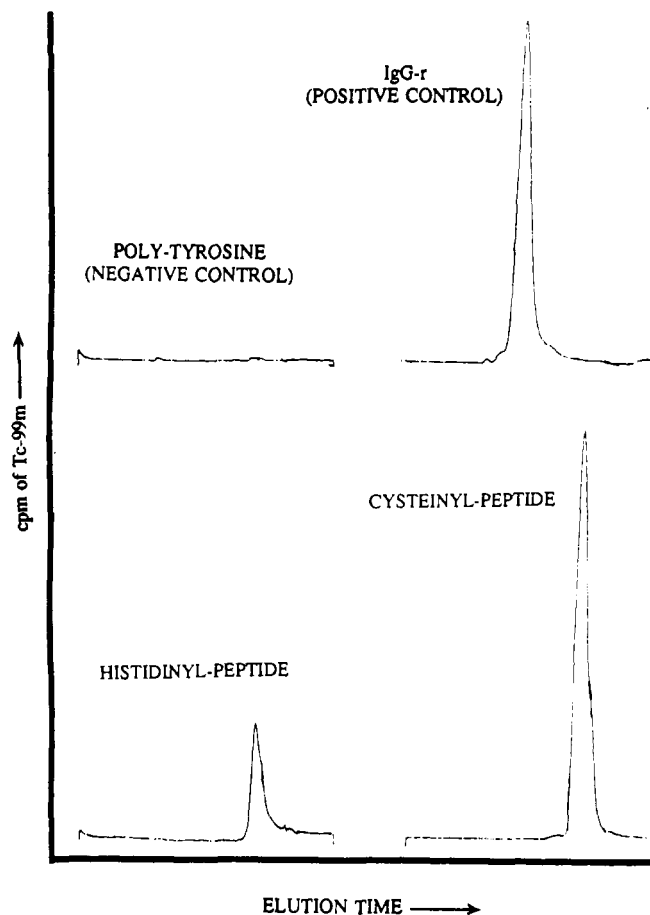 IgG-r
(POSITIVE CONTROL)
POLY-TYROSINE
(NEGATIVE CONTROL)
cpm of Tc-99m
CYSTEINYL-PEPTIDE
HISTIDINYL-PEPTIDE
ELUTION TIME